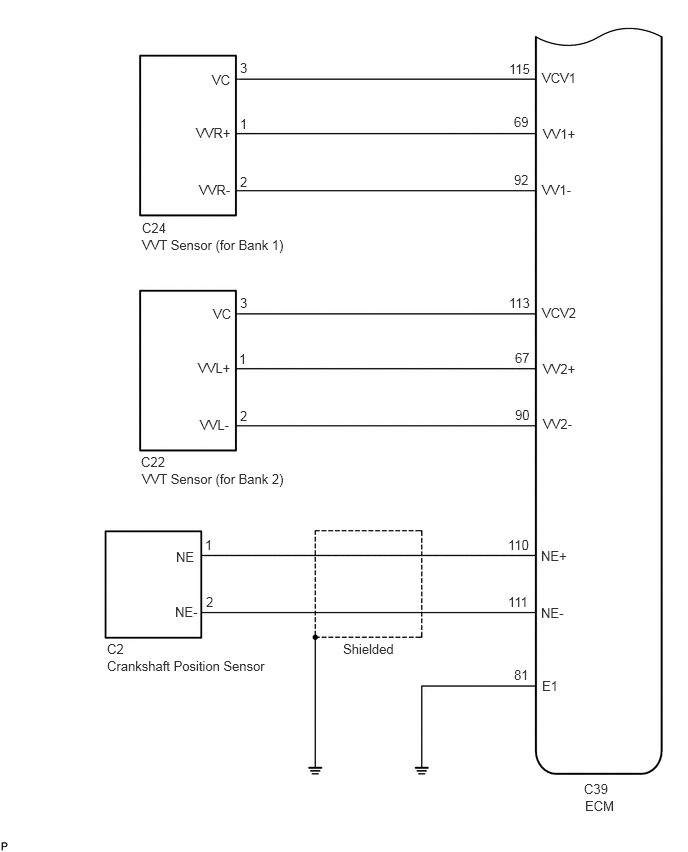 3 115
VC VCV1
1 69
VVR+ VV1+
2 92
VVR- VV1-
C24
VVT Sensor (for Bank 1)
3 113
VC VCV2
1 67
VVL+ VV2+
2 90
VVL- VV2-
C22
VVT Sensor (for Bank 2)
1 110
NE NE+
2 111
NE- NE-
C2 Shielded
Crankshaft Position Sensor
81
E1
C39
ECM
P